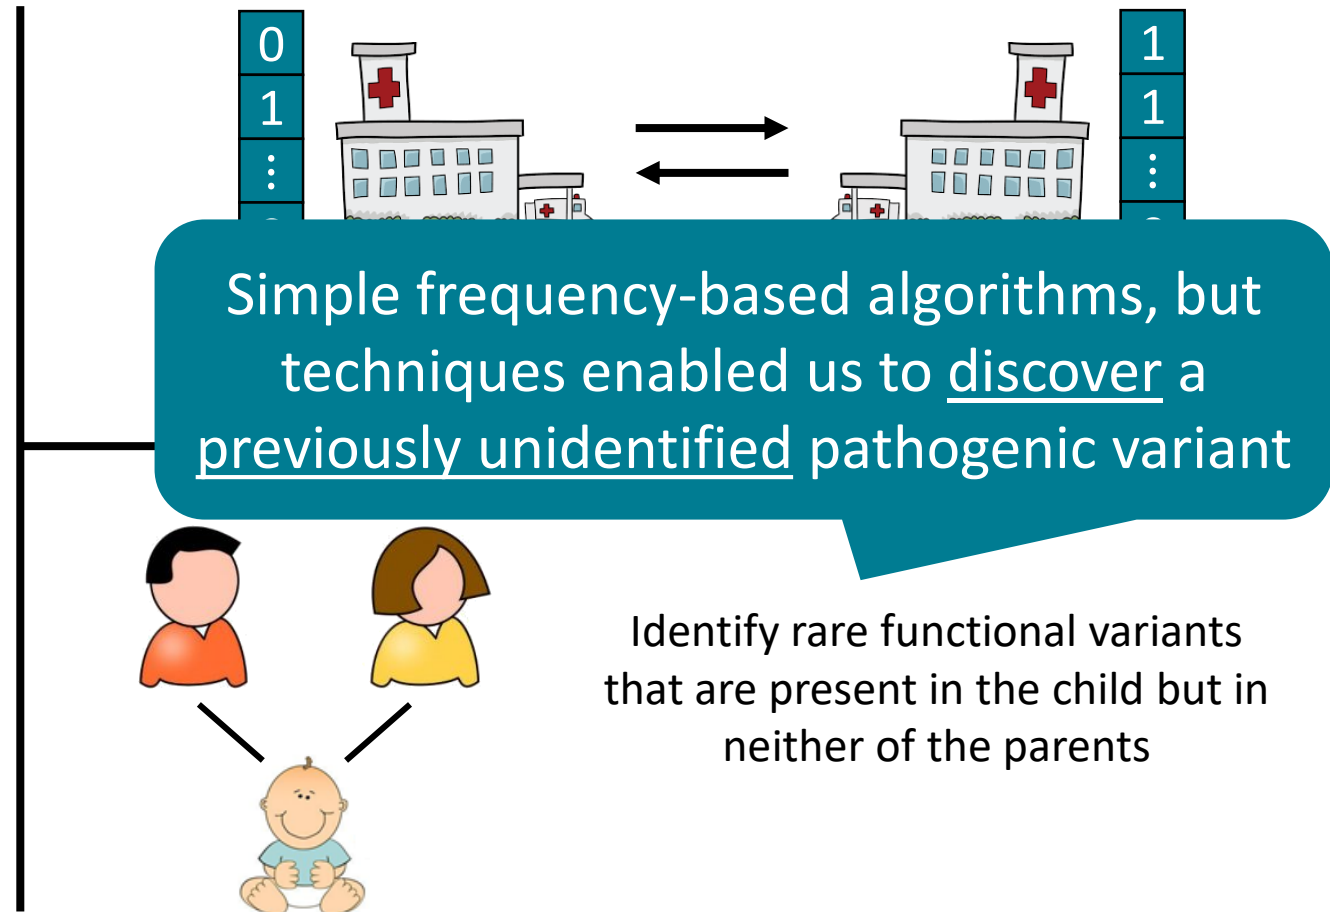 0
1
⋮
1
1
⋮
Simple frequency-based algorithms, but
techniques enabled us to discover a
previously unidentified pathogenic variant
Identify rare functional variants
that are present in the child but in
neither of the parents